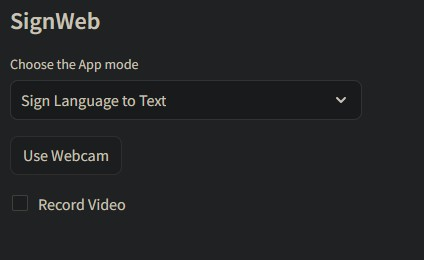 SignWeb
Choose the App mode
Sign Language to Text
Use Webcam
Record Video